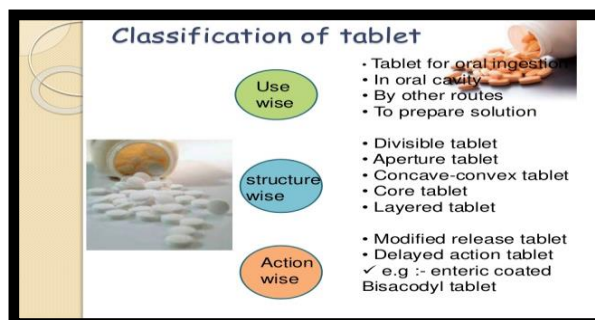 Classification of tablet
Use
wise
• Tablet for oral ingestion
• In oral cavity
• By other routes
• To prepare solution
structure
wise
• Divisible tablet
• Aperture tablet
• Concave-convex tablet
• Core tablet
• Layered tablet
Action
wise
• Modified release tablet
• Delayed action tablet
✓ e.g :- enteric coated
Bisacodyl tablet